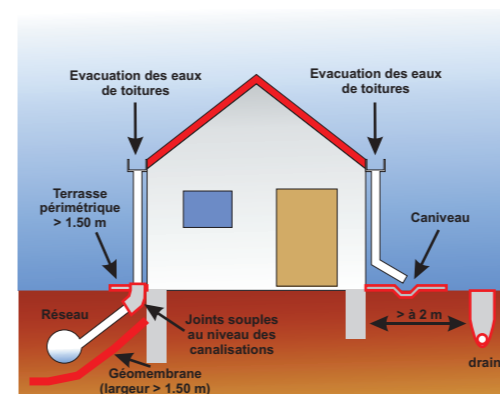 Evacuation des eaux
de toitures
Evacuation des eaux
de toitures
Terrasse
périmétrique
> 1.50 m
Caniveau
Réseau
Joints souples
au niveau des
canalisations
> à 2 m
drain
Géomembrane
(largeur > 1.50 m)